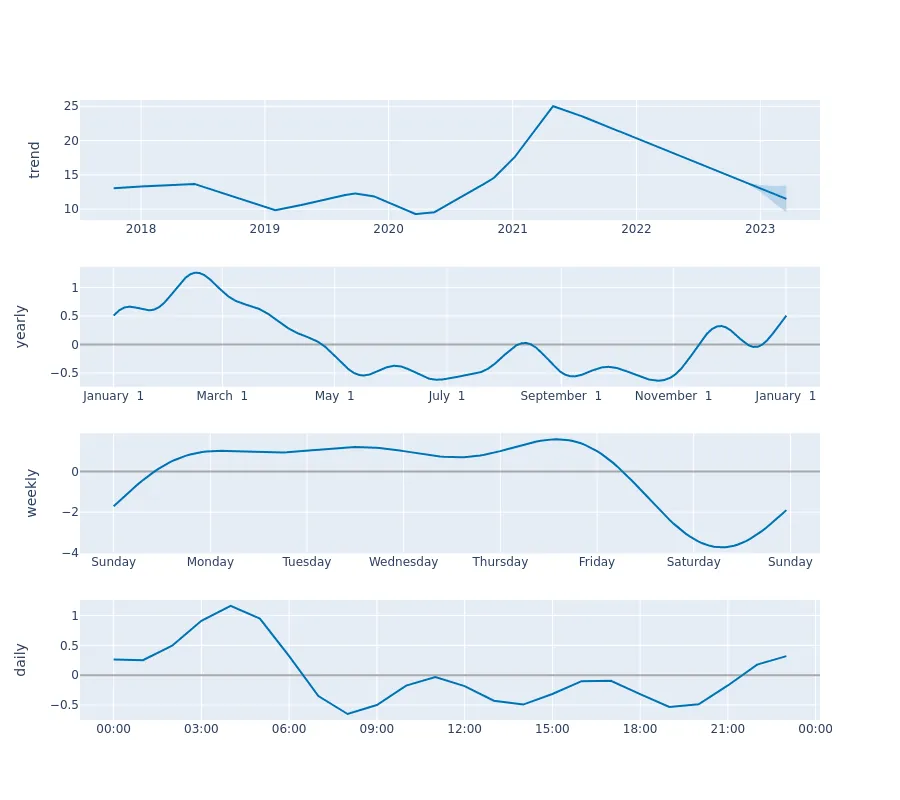 trend
25
20
15
10
2018 2019 2020 2021 2022 2023
yearly
1
0.5
0
−0.5
January 1 March 1 May 1 July 1 September 1 November 1 January 1
weekly
0
−2
−4
Sunday Monday Tuesday Wednesday Thursday Friday Saturday Sunday
daily
1
0.5
0
−0.5
00:00 03:00 06:00 09:00 12:00 15:00 18:00 21:00 00:00